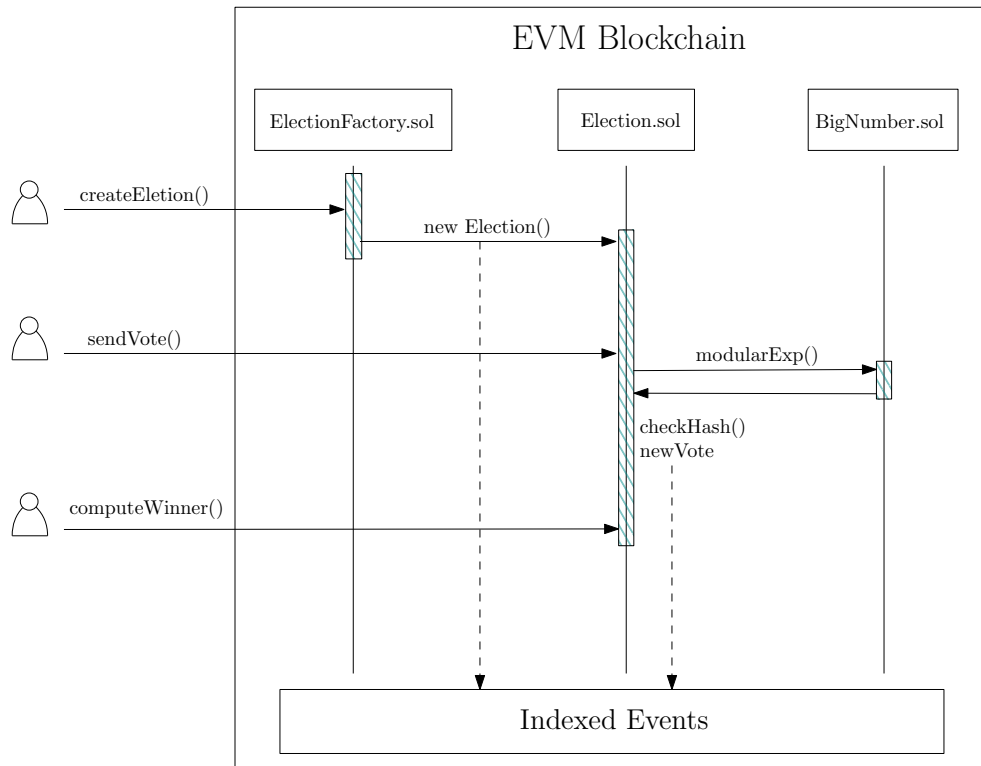 EVM Blockchain
ElectionFactory.sol
Election.sol
BigNumber.sol
createEletion()
new Election()
sendVote()
modularExp()
checkHash()
newVote
computeWinner()
Indexed Events